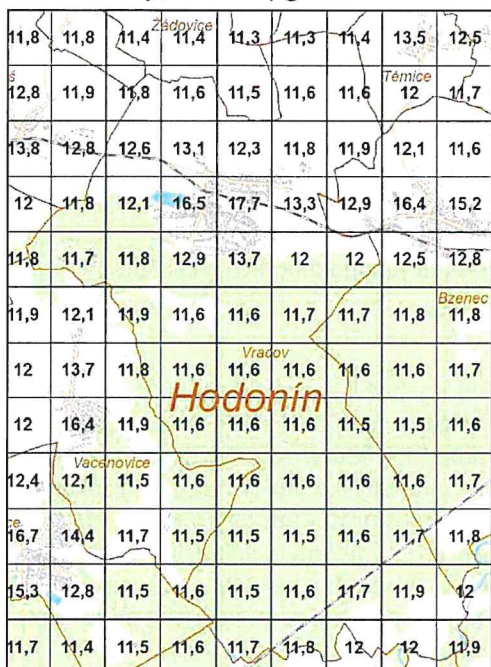 Žádovice
11,8 11,8 11,4 11,4 11,3 11,3 11,4 13,5 12,5
Těmice
12,8 11,9 11,8 11,6 11,5 11,6 11,6 12 11,7
13,8 12,8 12,6 13,1 12,3 11,8 11,9 12,1 11,6
12 11,8 12,1 16,5 17,7 13,3 12,9 16,4 15,2
11,8 11,7 11,8 12,9 13,7 12 12 12,5 12,8
11,9 12,1 11,9 11,6 11,6 11,7 11,7 11,8 11,8
Bzenec
Vracov
12 13,7 11,8 11,6 11,6 11,6 11,6 11,6 11,7
Hodonín
12 16,4 11,9 11,6 11,6 11,6 11,5 11,5 11,6
Vacenovice
12,4 12,1 11,5 11,6 11,6 11,6 11,6 11,6 11,7
ce
16,7 14,4 11,7 11,5 11,5 11,6 11,7 11,8
15,3 12,8 11,5 11,6 11,5 11,6 11,7 11,9 12
11,7 11,4 11,5 11,6 11,7 11,8 12 12 11,9